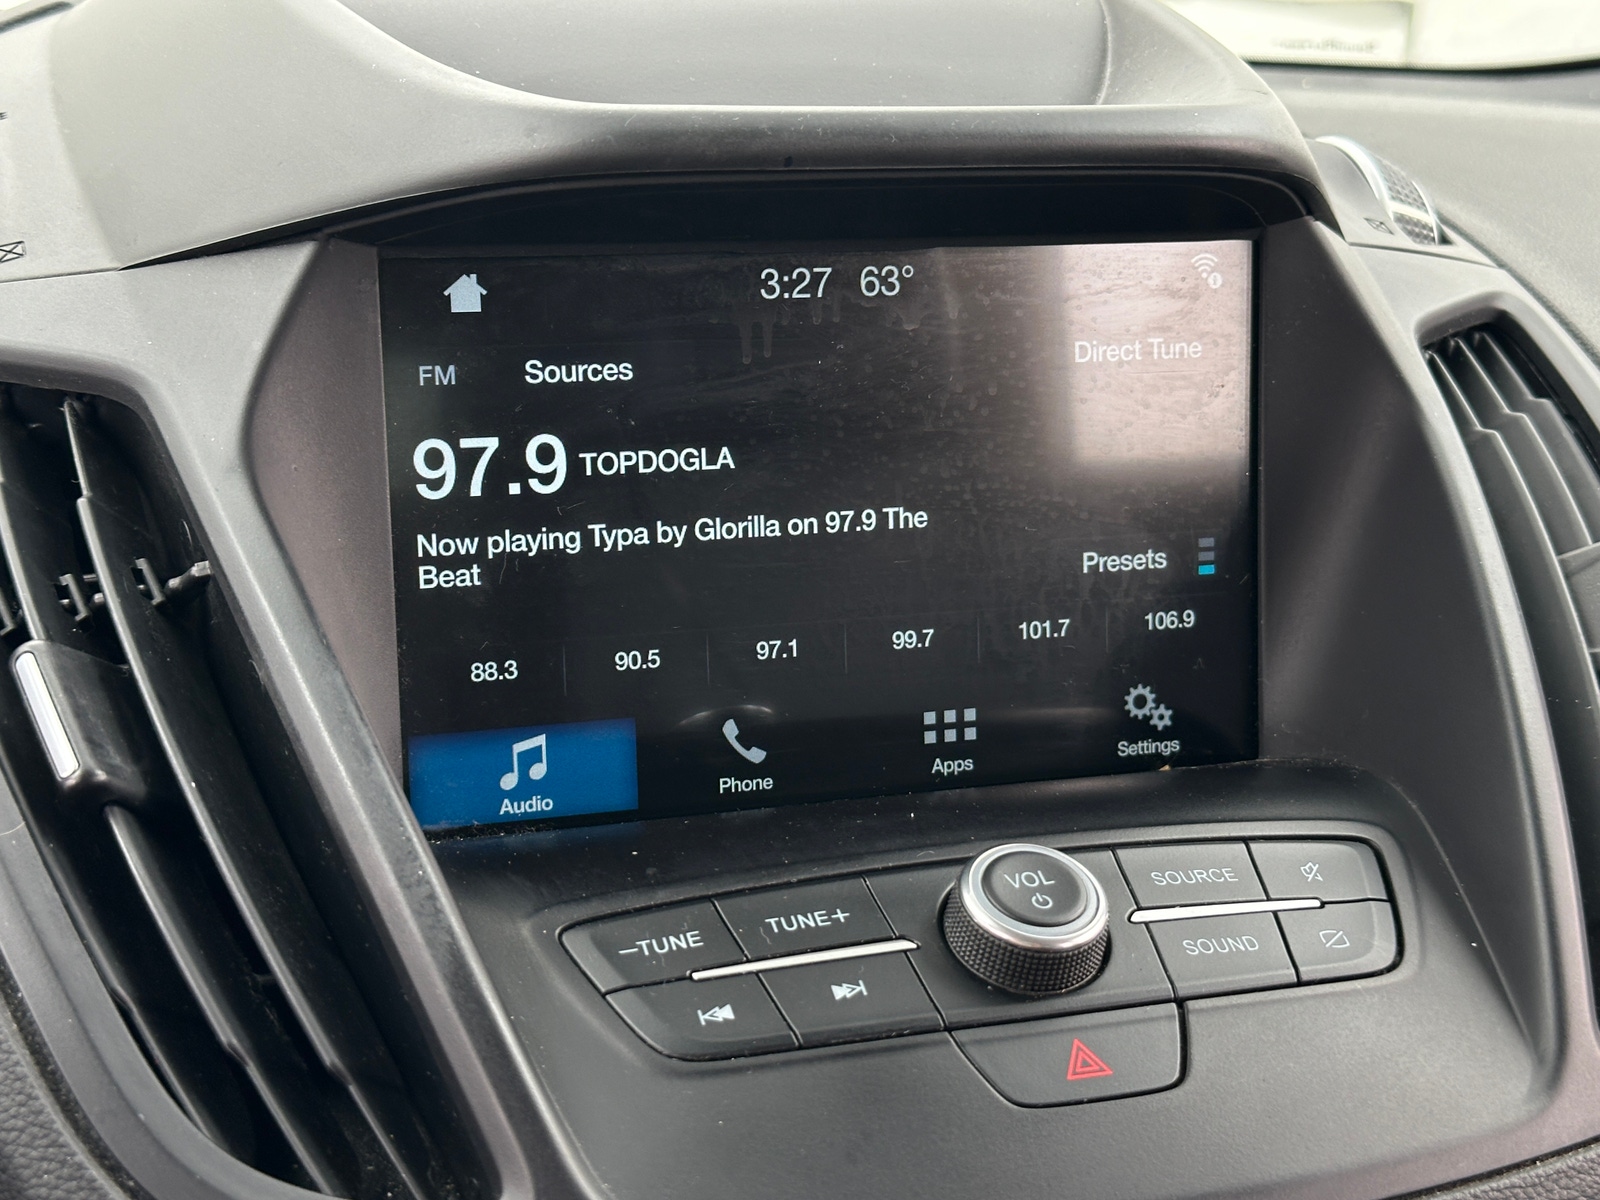 3:27 63°
FM Sources Direct Tune
97.9 TOPDOGLA
Now playing Typa by Glorilla on 97.9 The
Beat
Presets
88.3 90.5 97.1 99.7 101.7 106.9
Audio Phone Apps Settings
–TUNE TUNE+ VOL SOURCE
SOUND